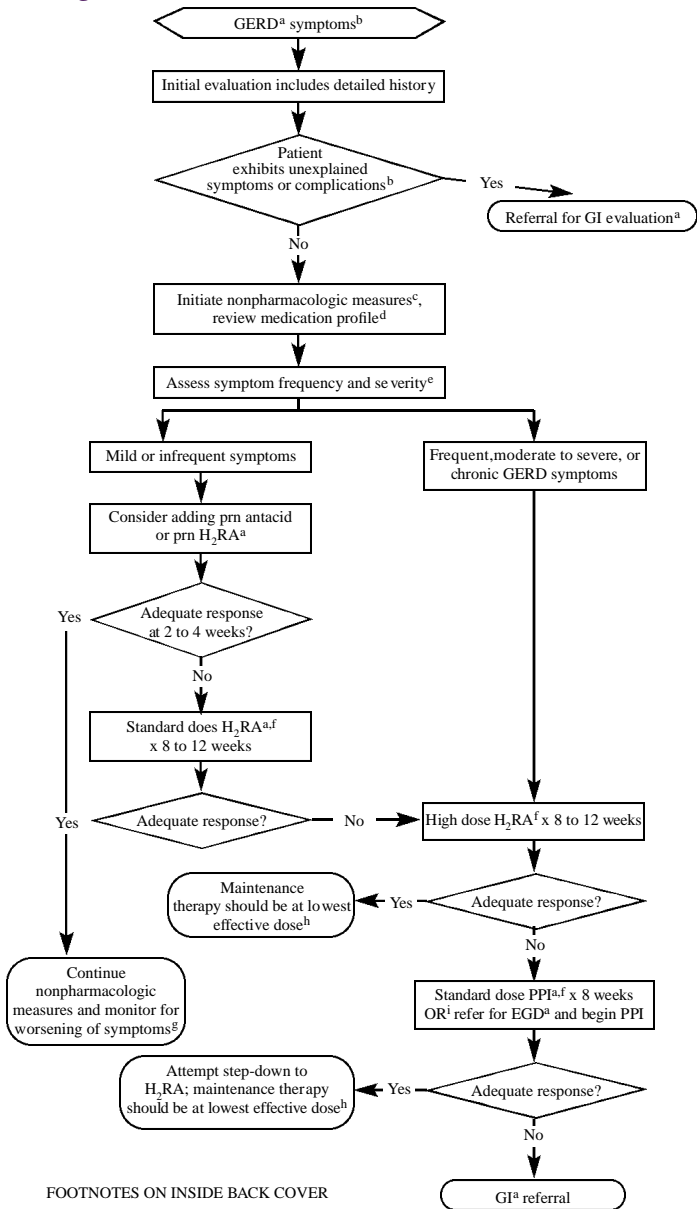 GERDᵃ symptomsᵇ
Initial evaluation includes detailed history
Patient
exhibits unexplained
symptoms or complicationsᵇ
Yes
Referral for GI evaluationᵃ
No
Initiate nonpharmacologic measuresᶜ,
review medication profileᵈ
Assess symptom frequency and severityᵉ
Mild or infrequent symptoms
Frequent,moderate to severe, or
chronic GERD symptoms
Consider adding prn antacid
or prn H₂RAᵃ
Yes
Adequate response
at 2 to 4 weeks?
No
Standard does H₂RAᵃ,ᶠ
x 8 to 12 weeks
Yes
Adequate response?
No
High dose H₂RAᶠ x 8 to 12 weeks
Maintenance
therapy should be at lowest
effective doseʰ
Yes
Adequate response?
No
Continue
nonpharmacologic
measures and monitor for
worsening of symptomsᵍ
Standard dose PPIᵃ,ᶠ x 8 weeks
ORⁱ refer for EGDᵃ and begin PPI
Attempt step-down to
H₂RA; maintenance therapy
should be at lowest effective doseʰ
Yes
Adequate response?
No
FOOTNOTES ON INSIDE BACK COVER
GIᵃ referral